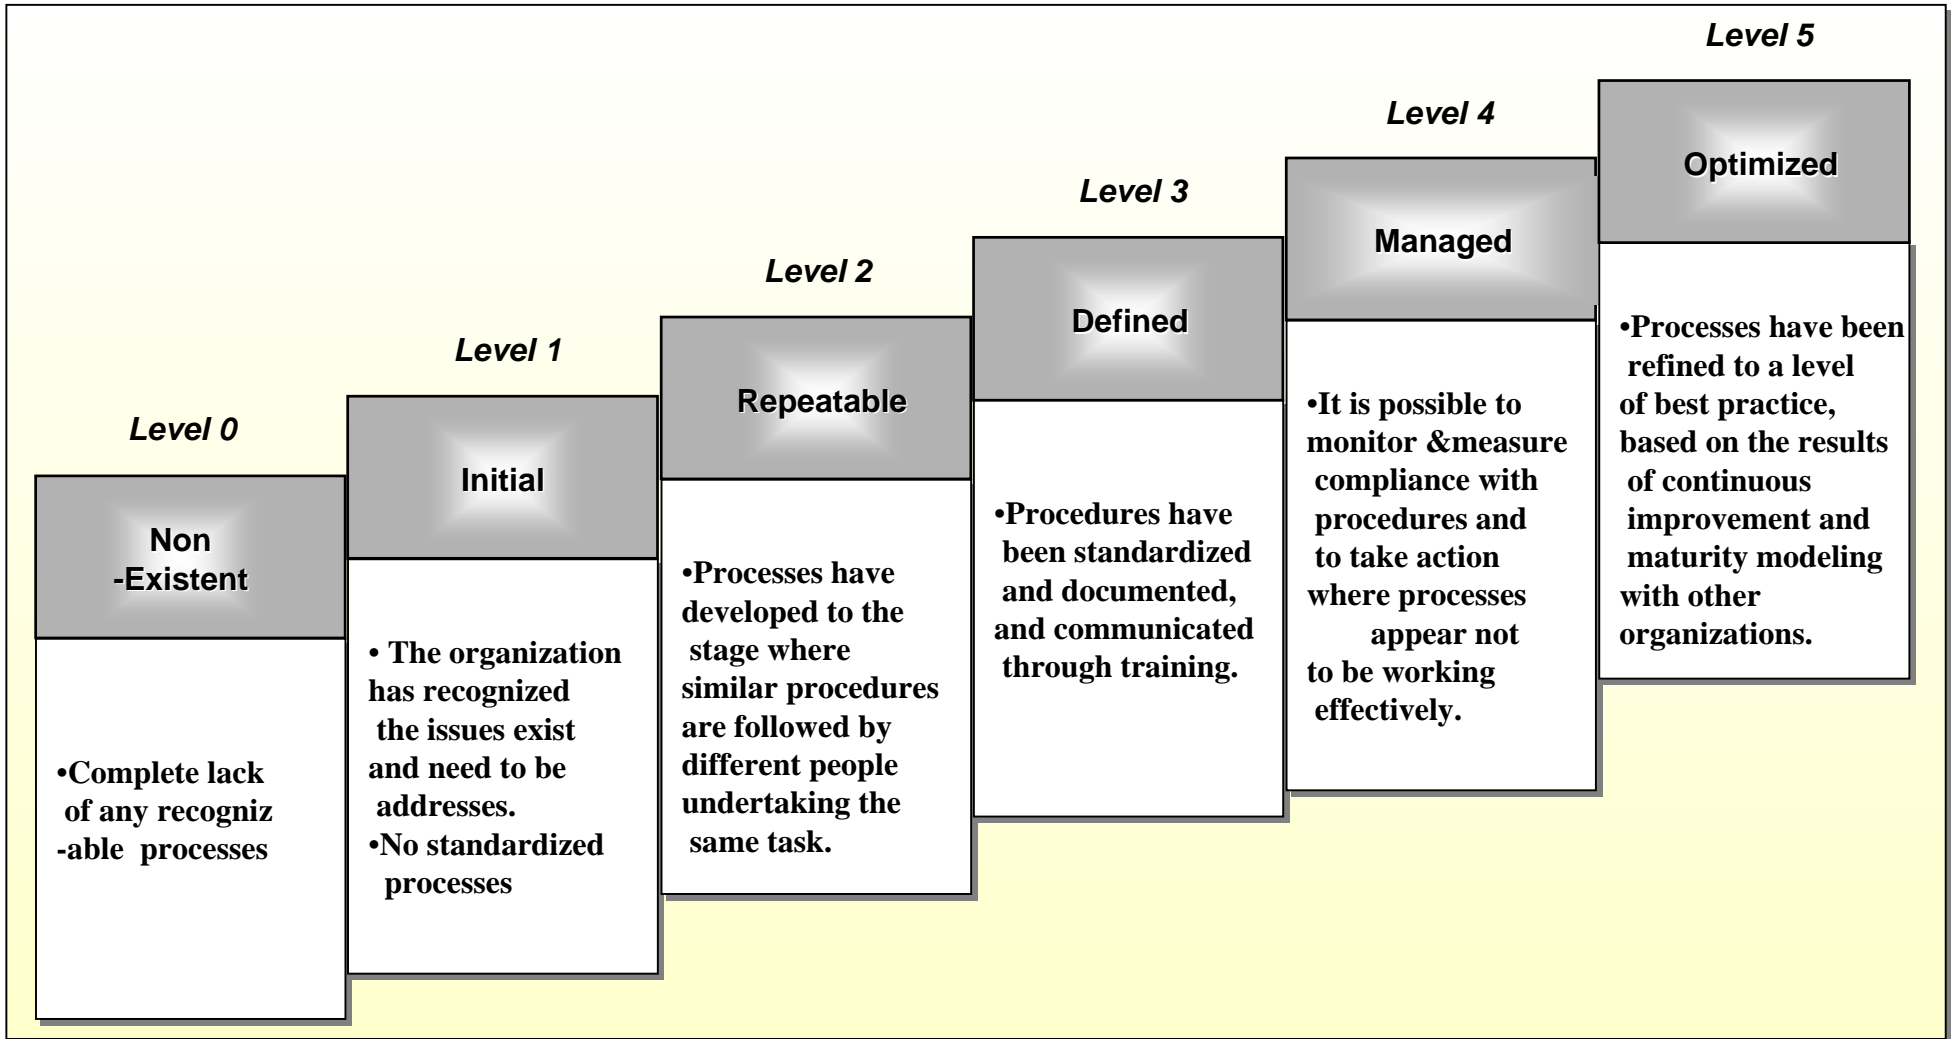 Level 0
Non
-Existent
•Complete lack
of any recogniz
-able processes
Level 1
Initial
• The organization
has recognized
the issues exist
and need to be
addresses.
•No standardized
processes
Level 2
Repeatable
•Processes have
developed to the
stage where
similar procedures
are followed by
different people
undertaking the
same task.
Level 3
Defined
•Procedures have
been standardized
and documented,
and communicated
through training.
Level 4
Managed
•It is possible to
monitor &measure
compliance with
procedures and
to take action
where processes
appear not
to be working
effectively.
Level 5
Optimized
•Processes have been
refined to a level
of best practice,
based on the results
of continuous
improvement and
maturity modeling
with other
organizations.